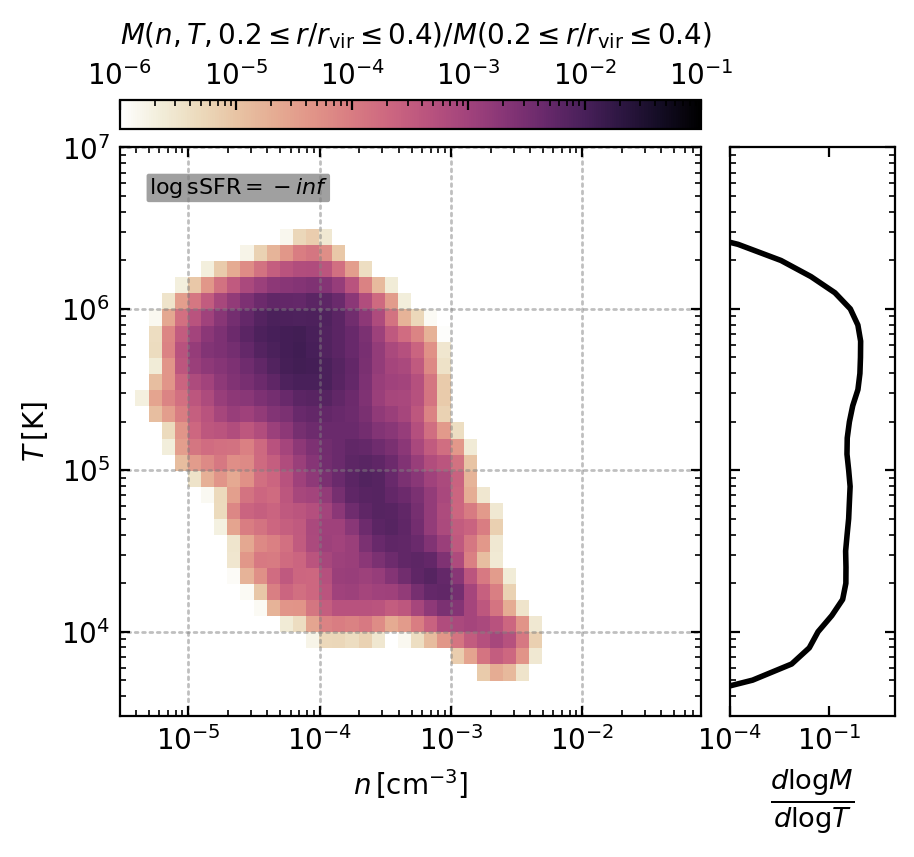 M(n, T, 0.2 ≤ r/r_vir ≤ 0.4)/M(0.2 ≤ r/r_vir ≤ 0.4)
10^−6 10^−5 10^−4 10^−3 10^−2 10^−1
10^7
log sSFR = −inf
10^6
10^5
10^4
T [K]
10^−5 10^−4 10^−3 10^−2 10^−4 10^−1
n [cm^−3]
dlogM
dlogT